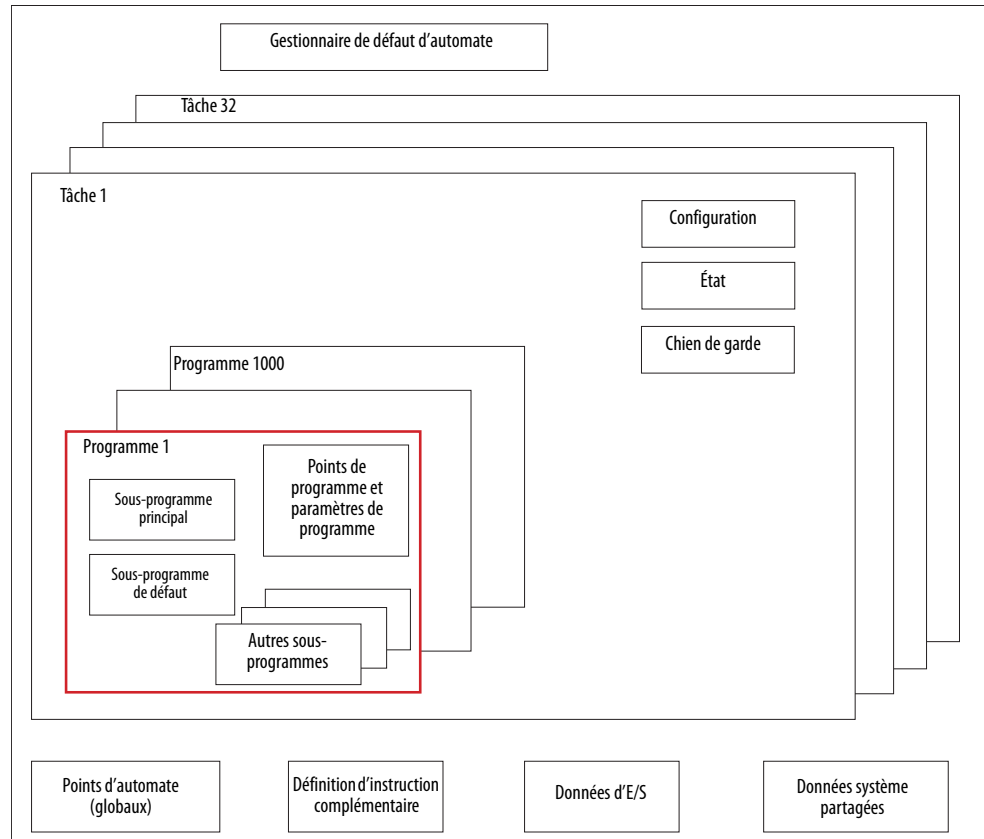 Gestionnaire de défaut d’automate
Tâche 32
Tâche 1
Configuration
État
Chien de garde
Programme 1000
Programme 1
Points de
programme et
paramètres de
programme
Sous-programme
principal
Sous-programme
de défaut
Autres sous-
programmes
Points d’automate
(globaux)
Définition d’instruction
complémentaire
Données d’E/S
Données système
partagées